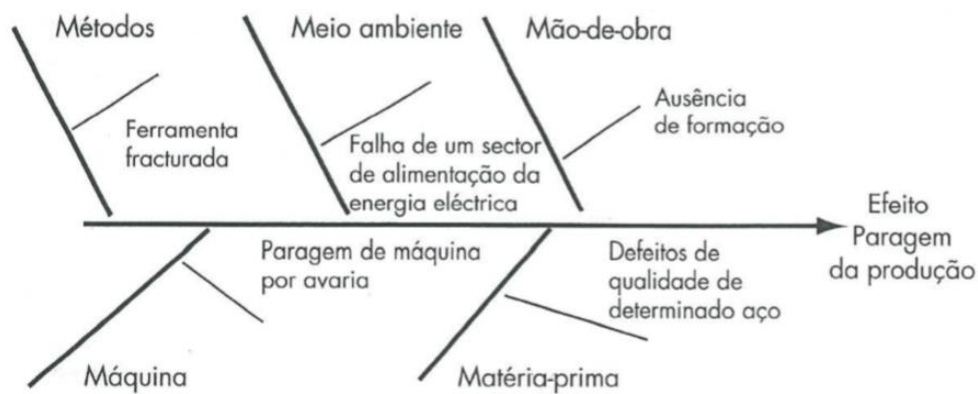 Métodos
Meio ambiente
Mão-de-obra
Ferramenta
fracturada
Falha de um sector
de alimentação da
energia eléctrica
Ausência
de formação
Efeito
Paragem
da produção
Paragem de máquina
por avaria
Defeitos de
qualidade de
determinado aço
Máquina
Matéria-prima